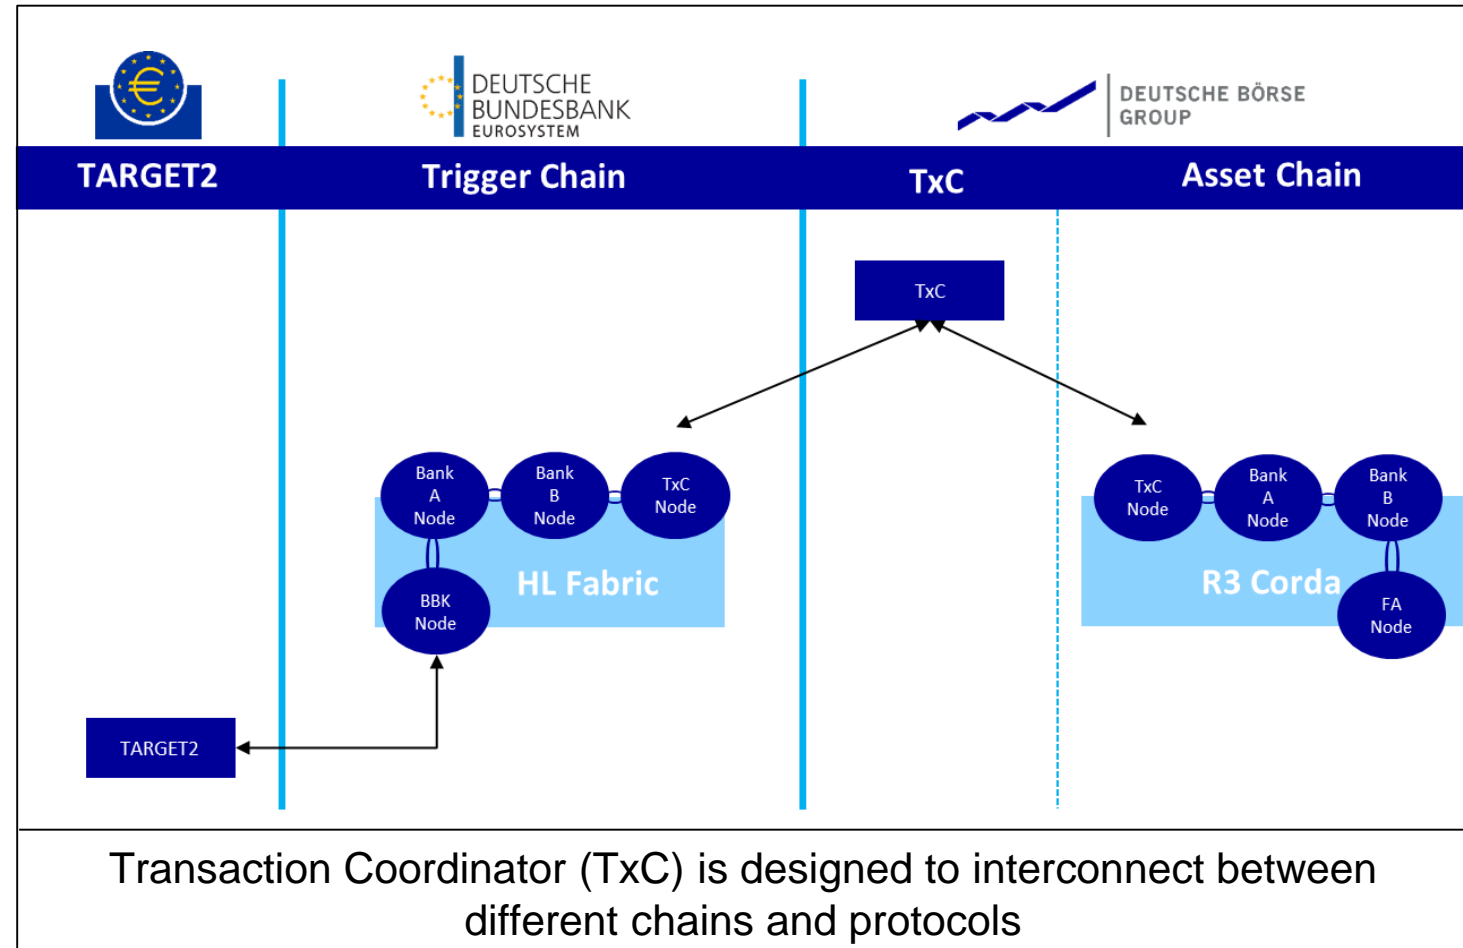 DEUTSCHE
BUNDESBANK
EUROSYSTEM
DEUTSCHE BÖRSE
GROUP
TARGET2
Trigger Chain
TxC
Asset Chain
TxC
Bank
A
Node
Bank
B
Node
TxC
Node
BBK
Node
HL Fabric
TxC
Node
Bank
A
Node
Bank
B
Node
R3 Corda
FA
Node
TARGET2
Transaction Coordinator (TxC) is designed to interconnect between
different chains and protocols